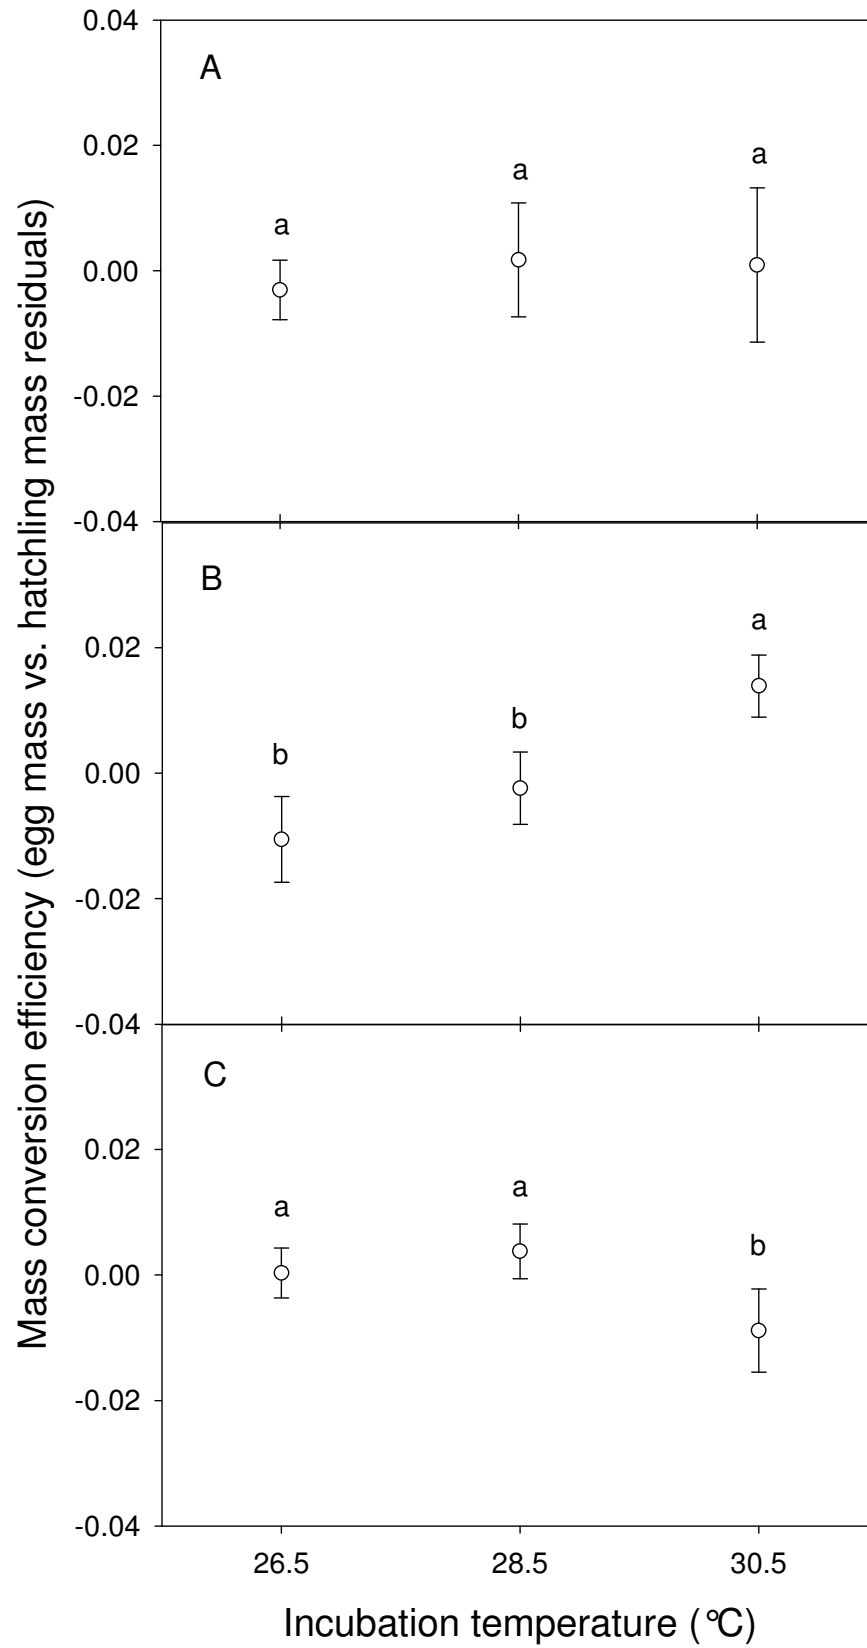 Mass conversion efficiency (egg mass vs. hatchling mass residuals)
0.04
A
0.02
a
a
a
0.00
-0.02
-0.04
B
a
0.02
b
b
0.00
-0.02
-0.04
C
0.02
a
a
b
0.00
-0.02
-0.04
26.5 28.5 30.5
Incubation temperature (°C)